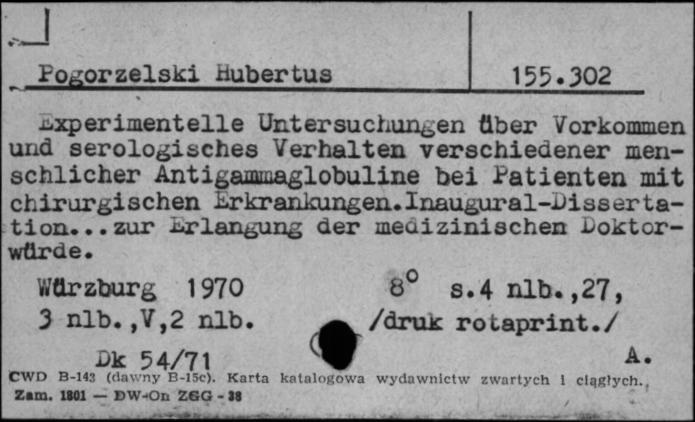 Pogorzelski Hubertus 155.302
Experimentelle Untersuchungen über Vorkommen
und serologisches Verhalten verschiedener men-
schlicher Antigammaglobuline bei Patienten mit
chirurgischen Erkrankungen.Inaugural-Disserta-
tion...zur Erlangung der medizinischen Doktor-
würde.
Würzburg 1970 8° s.4 nlb.,27,
3 nlb.,V,2 nlb. /druk rotaprint./
Dk 54/71 A.
CWD B-143 (dawny B-15c). Karta katalogowa wydawnictw zwartych i ciągłych.
Zam. 1801 — DW-On ZGG - 38